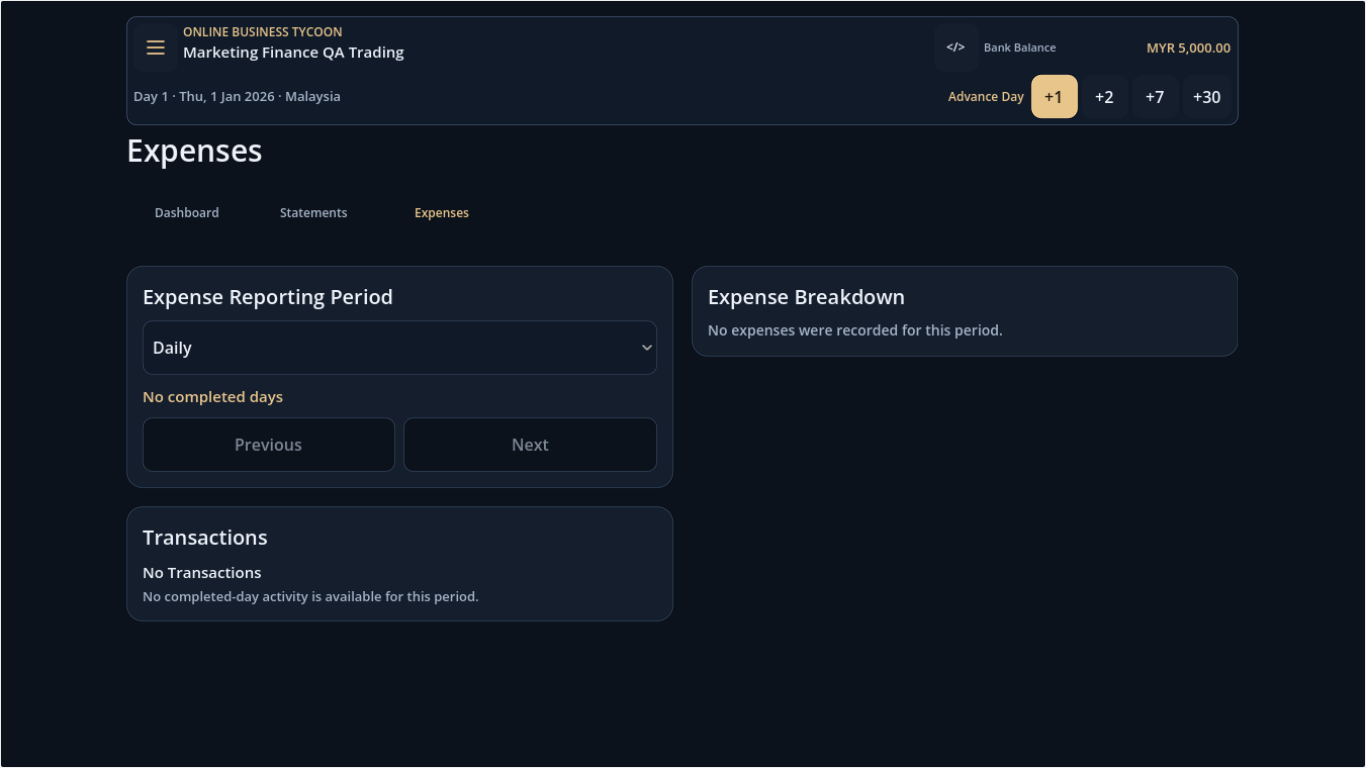 ONLINE BUSINESS TYCOON
Marketing Finance QA Trading
</> Bank Balance MYR 5,000.00
Day 1 · Thu, 1 Jan 2026 · Malaysia
Advance Day +1 +2 +7 +30
Expenses
Dashboard Statements Expenses
Expense Reporting Period
Daily
No completed days
Previous Next
Expense Breakdown
No expenses were recorded for this period.
Transactions
No Transactions
No completed-day activity is available for this period.